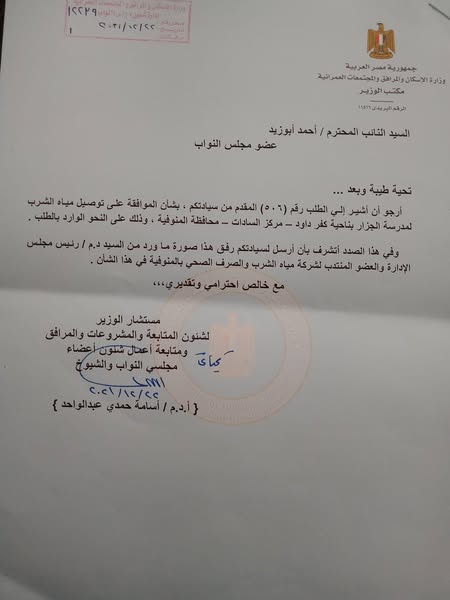 ١٢٢٢٩
٢٠٢١/١٢/٢٢
جمهورية مصر العربية
وزارة الاسكان والمرافق والمجتمعات العمرانية
مكتب الوزير
الرقم البريدى ١١٥١٦
السيد النائب المحترم / أحمد أبوزيد
عضو مجلس النواب
تحية طيبة وبعد ...
أرجو أن أشير إلي الطلب رقم (٥٠٦) المقدم من سيادتكم ، بشأن الموافقة على توصيل مياه الشرب
لمدرسة الجزار بناحية كفر داود – مركز السادات – محافظة المنوفية ، وذلك على النحو الوارد بالطلب .
وفي هذا الصدد أتشرف بأن أرسل لسيادتكم رفق هذا صورة ما ورد من السيد د.م / رئيس مجلس
الإدارة والعضو المنتدب لشركة مياه الشرب والصرف الصحي بالمنوفية في هذا الشأن .
مع خالص احترامي وتقديري،،،
مستشار الوزير
لشئون المتابعة والمشروعات والمرافق
ومتابعة أعمال شئون أعضاء
مجلسي النواب والشيوخ
٢٠٢١/١٢/٢٢
{ أ.د.م / أسامة حمدي عبدالواحد }